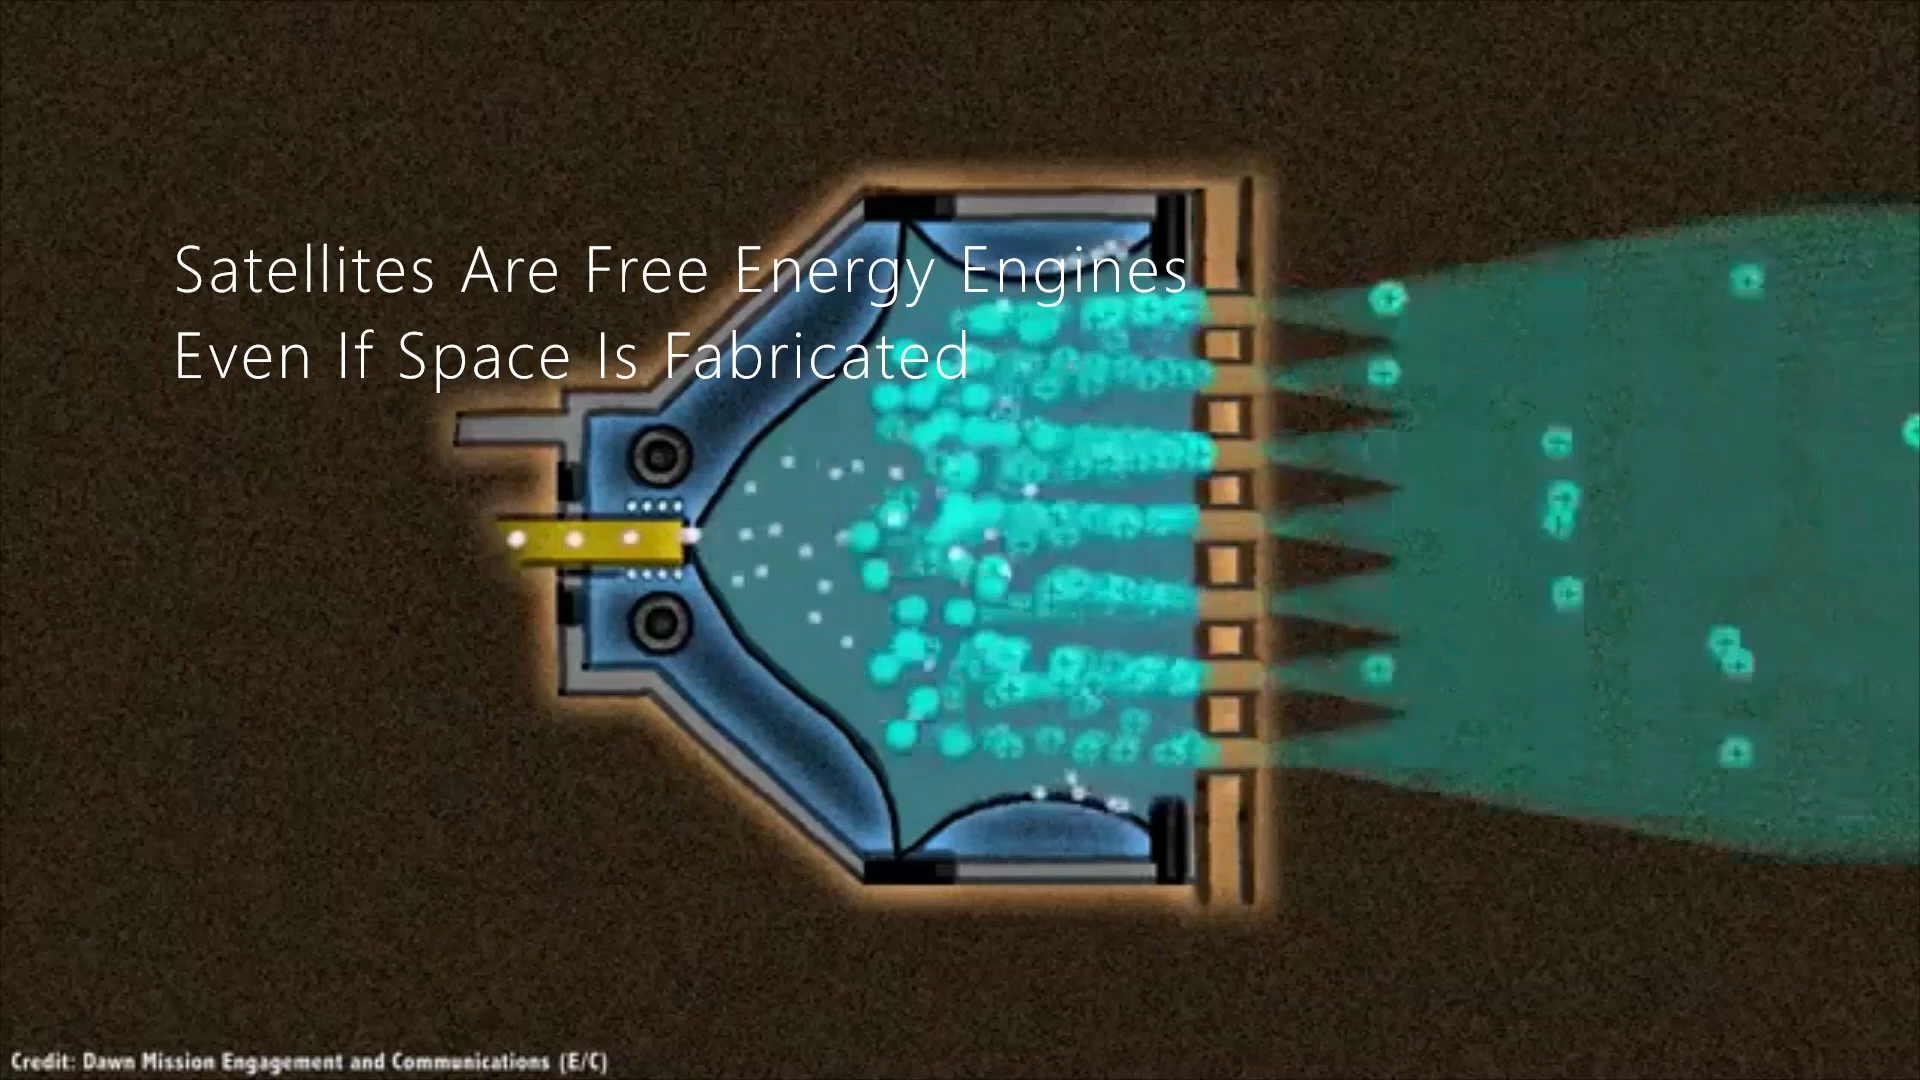 Satellites Are Free Energy Engines
Even If Space Is Fabricated
Credit: Dawn Mission Engagement and Communications (E/C)